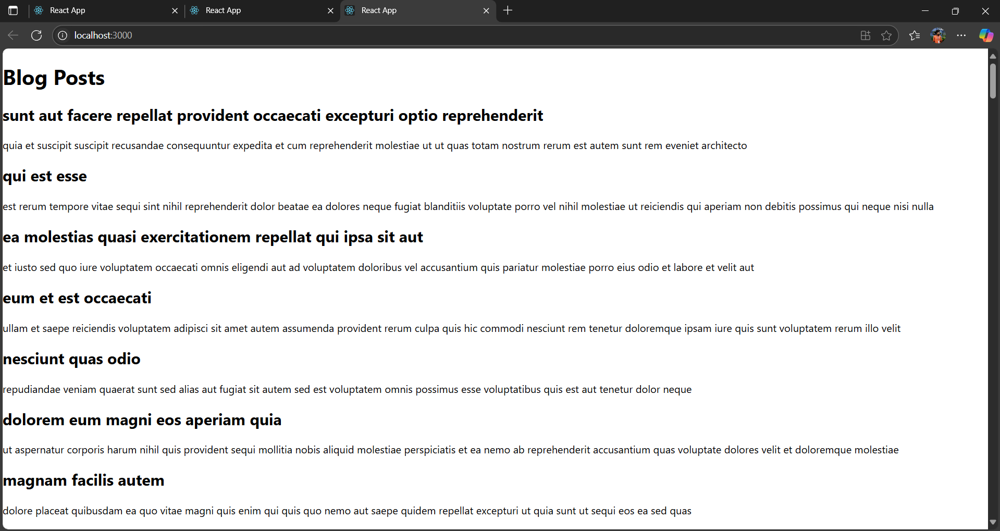 React App
React App
React App
localhost:3000
Blog Posts
sunt aut facere repellat provident occaecati excepturi optio reprehenderit
quia et suscipit suscipit recusandae consequuntur expedita et cum reprehenderit molestiae ut ut quas totam nostrum rerum est autem sunt rem eveniet architecto
qui est esse
est rerum tempore vitae sequi sint nihil reprehenderit dolor beatae ea dolores neque fugiat blanditiis voluptate porro vel nihil molestiae ut reiciendis qui aperiam non debitis possimus qui neque nisi nulla
ea molestias quasi exercitationem repellat qui ipsa sit aut
et iusto sed quo iure voluptatem occaecati omnis eligendi aut ad voluptatem doloribus vel accusantium quis pariatur molestiae porro eius odio et labore et velit aut
eum et est occaecati
ullam et saepe reiciendis voluptatem adipisci sit amet autem assumenda provident rerum culpa quis hic commodi nesciunt rem tenetur doloremque ipsam iure quis sunt voluptatem rerum illo velit
nesciunt quas odio
repudiandae veniam quaerat sunt sed alias aut fugiat sit autem sed est voluptatem omnis possimus esse voluptatibus quis est aut tenetur dolor neque
dolorem eum magni eos aperiam quia
ut aspernatur corporis harum nihil quis provident sequi mollitia nobis aliquid molestiae perspiciatis et ea nemo ab reprehenderit accusantium quas voluptate dolores velit et doloremque molestiae
magnam facilis autem
dolore placeat quibusdam ea quo vitae magni quis enim qui quis quo nemo aut saepe quidem repellat excepturi ut quia sunt ut sequi eos ea sed quas